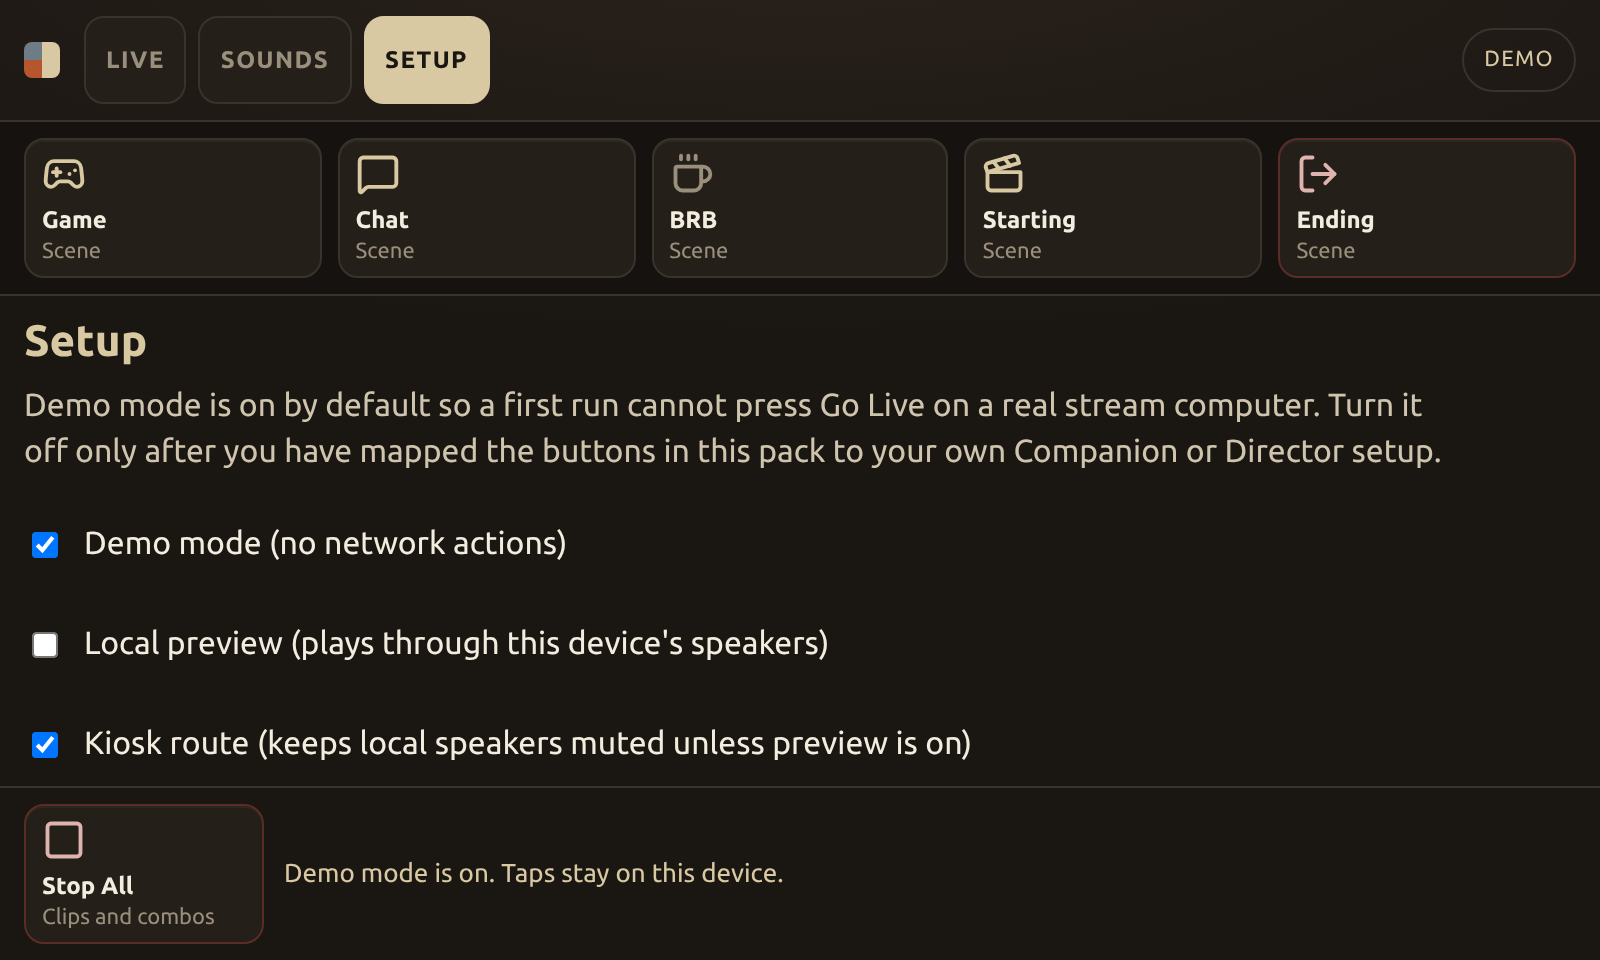 LIVE
SOUNDS
SETUP
DEMO
Game
Scene
Chat
Scene
BRB
Scene
Starting
Scene
Ending
Scene
Setup
Demo mode is on by default so a first run cannot press Go Live on a real stream computer. Turn it
off only after you have mapped the buttons in this pack to your own Companion or Director setup.
Demo mode (no network actions)
Local preview (plays through this device's speakers)
Kiosk route (keeps local speakers muted unless preview is on)
Stop All
Clips and combos
Demo mode is on. Taps stay on this device.